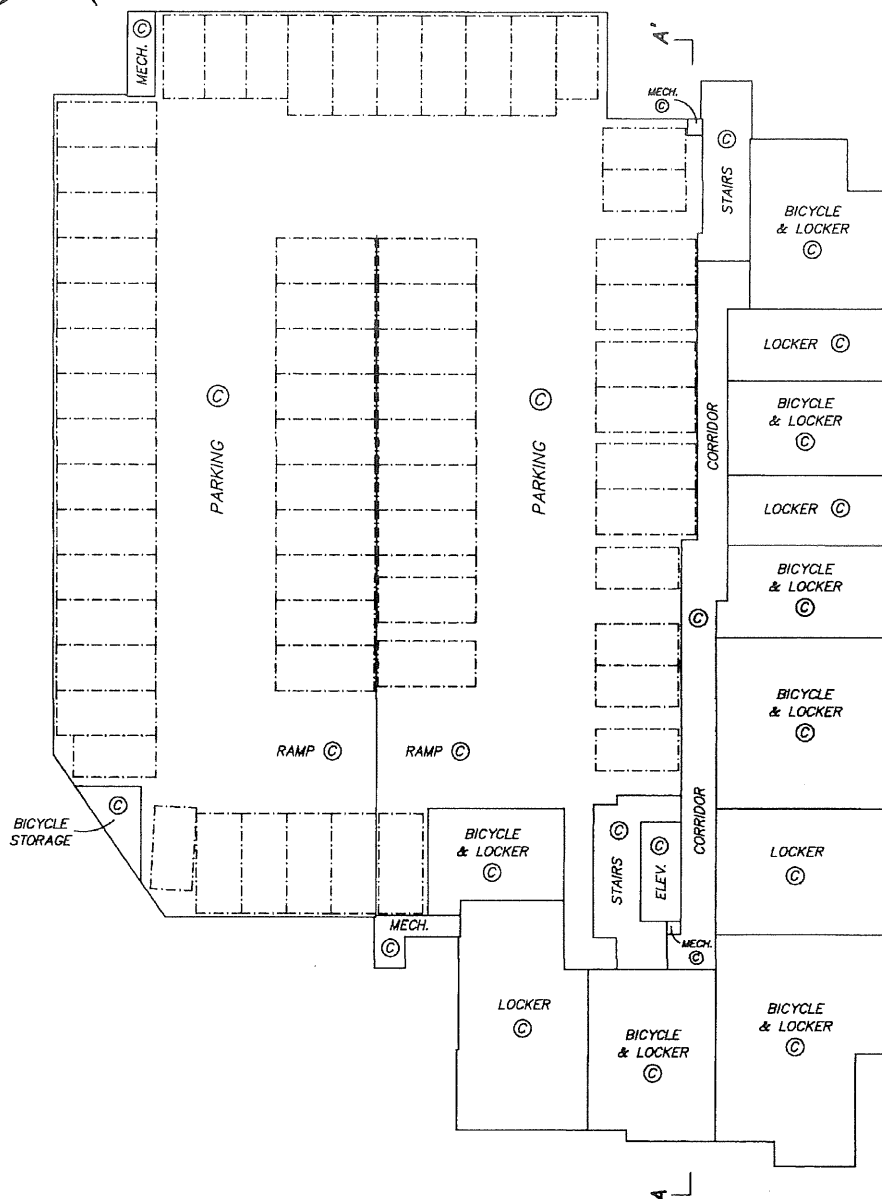 MECH. Ⓒ
A'
MECH.
Ⓒ
STAIRS Ⓒ
BICYCLE
& LOCKER
Ⓒ
LOCKER Ⓒ
PARKING Ⓒ
PARKING Ⓒ
CORRIDOR
BICYCLE
& LOCKER
Ⓒ
LOCKER Ⓒ
BICYCLE
& LOCKER
Ⓒ
Ⓒ
BICYCLE
& LOCKER
Ⓒ
RAMP Ⓒ
RAMP Ⓒ
Ⓒ
BICYCLE
STORAGE
BICYCLE
& LOCKER
Ⓒ
STAIRS Ⓒ
ELEV. Ⓒ
CORRIDOR
LOCKER
Ⓒ
MECH.
Ⓒ
MECH.
Ⓒ
LOCKER
Ⓒ
BICYCLE
& LOCKER
Ⓒ
BICYCLE
& LOCKER
Ⓒ
A